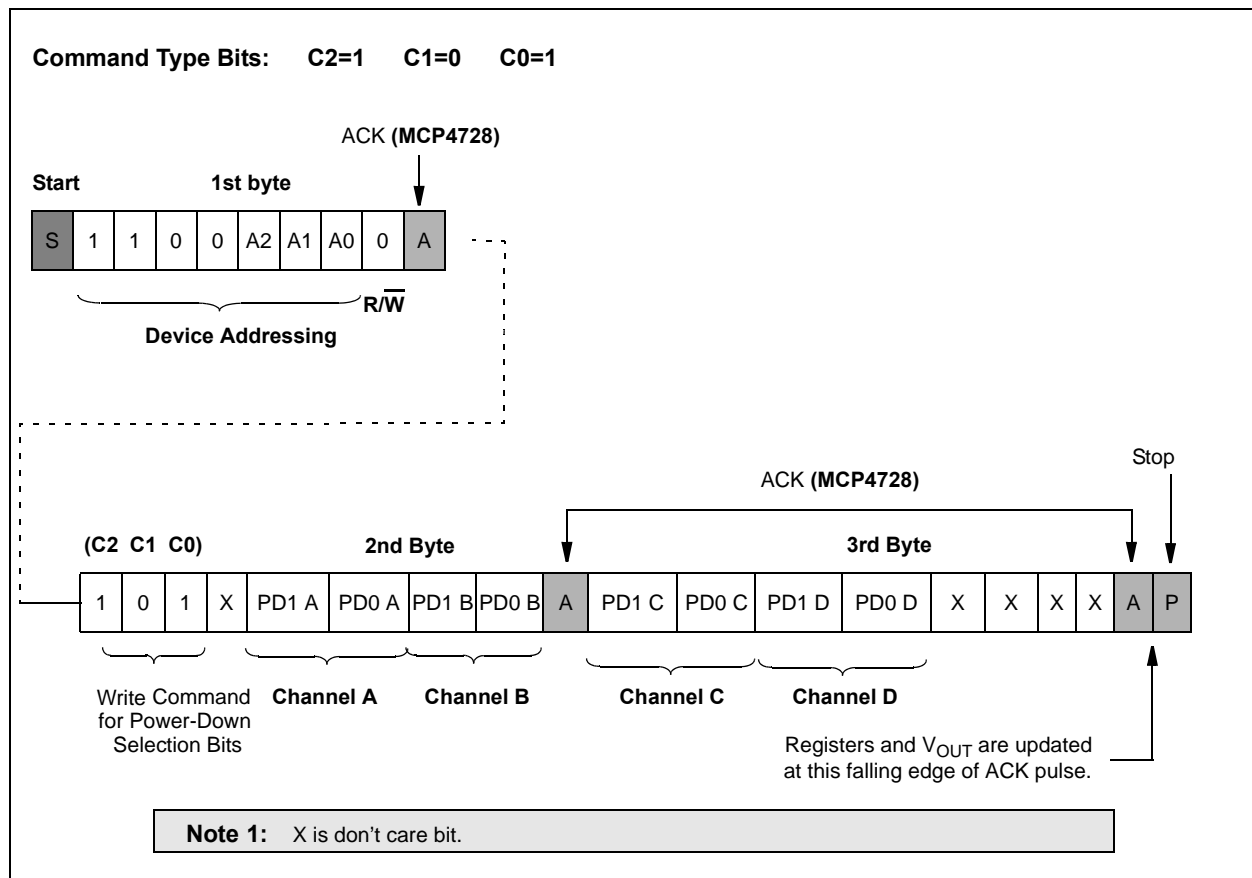 Command Type Bits: C2=1 C1=0 C0=1
ACK (MCP4728)
Start 1st byte
S 1 1 0 0 A2 A1 A0 0 A
R/W̅
Device Addressing
Stop
ACK (MCP4728)
(C2 C1 C0) 2nd Byte 3rd Byte
1 0 1 X PD1 A PD0 A PD1 B PD0 B A PD1 C PD0 C PD1 D PD0 D X X X X A P
Write Command
for Power-Down
Selection Bits
Channel A Channel B Channel C Channel D
Registers and VOUT are updated
at this falling edge of ACK pulse.
Note 1: X is don't care bit.